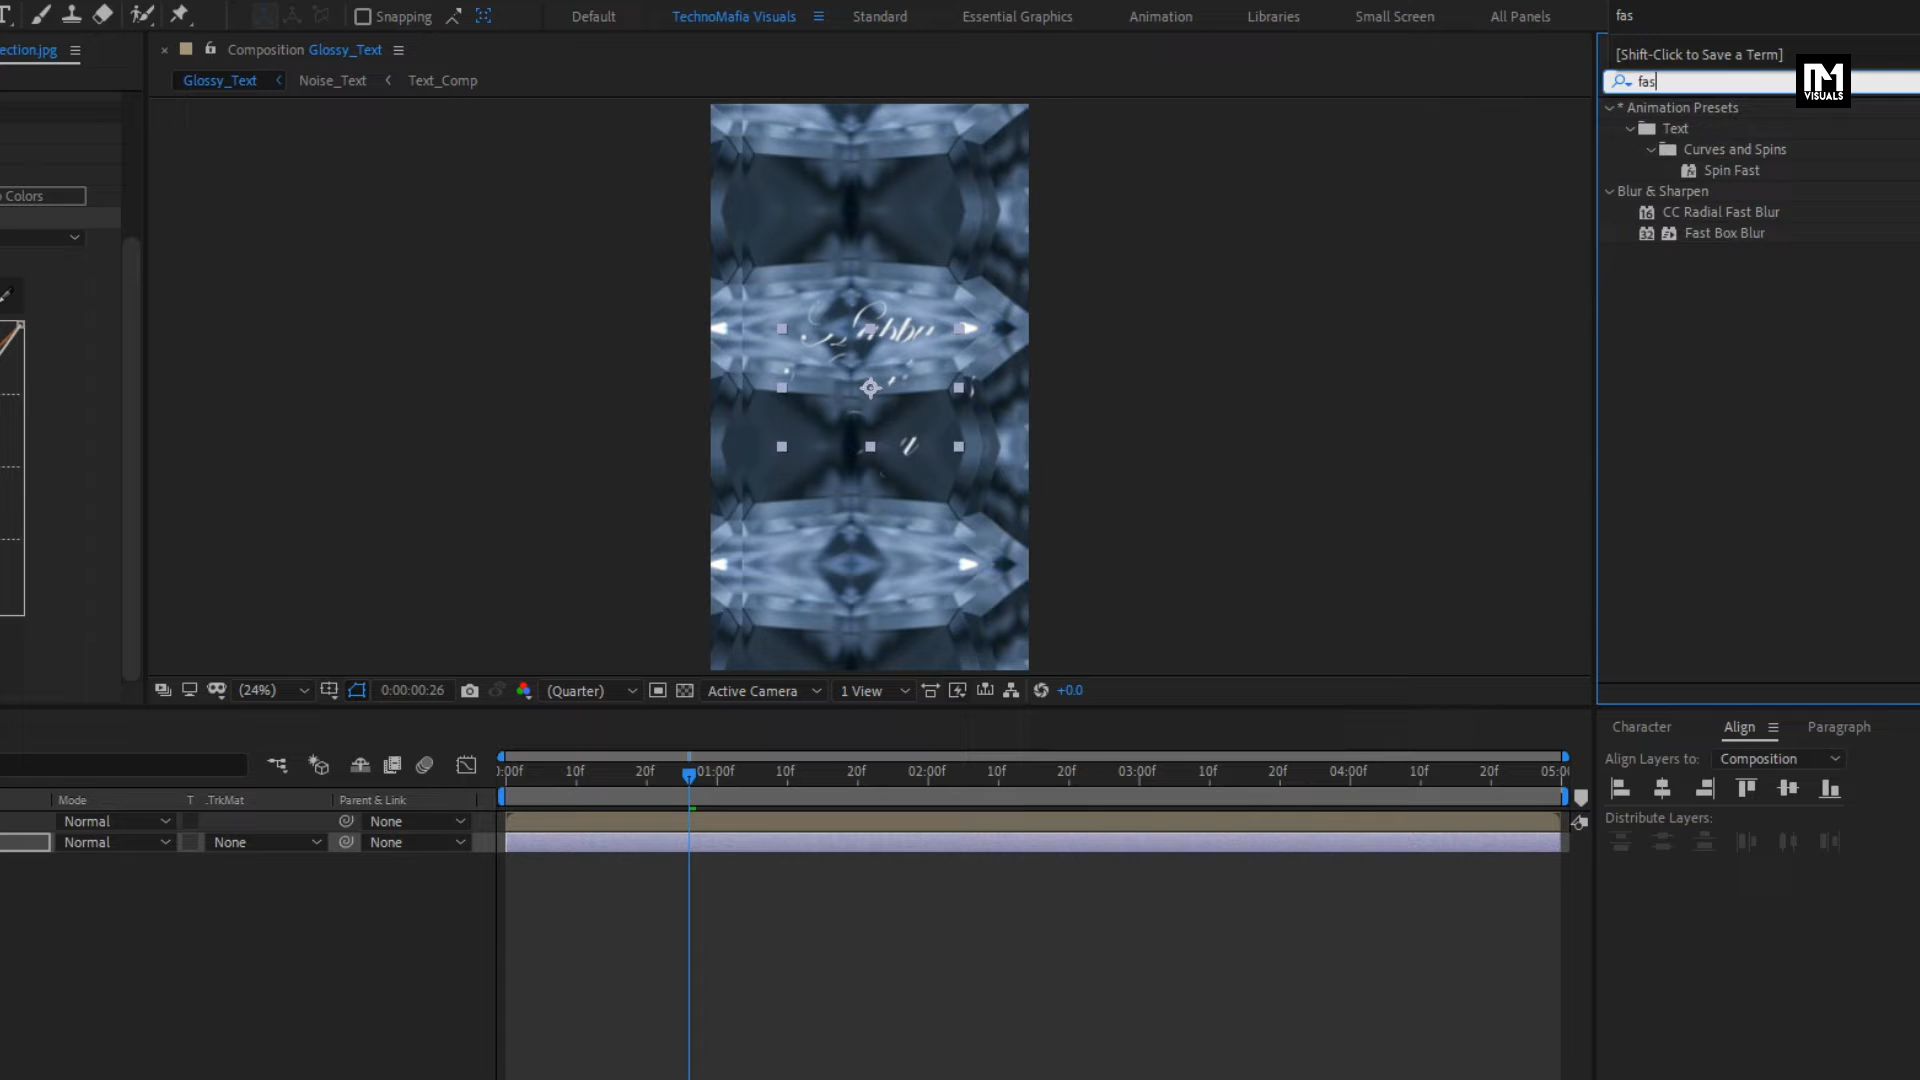 Snapping
Default
TechnoMafia Visuals
Standard
Essential Graphics
Animation
Libraries
Small Screen
All Panels
fas
ection.jpg
Composition Glossy_Text
[Shift-Click to Save a Term]
Glossy_Text
Noise_Text
Text_Comp
fas
VISUALS
* Animation Presets
Text
Curves and Spins
Spin Fast
Blur & Sharpen
CC Radial Fast Blur
Fast Box Blur
Colors
(24%)
0:00:00:26
(Quarter)
Active Camera
1 View
+0.0
Character
Align
Paragraph
Align Layers to:
Composition
):00f 10f 20f 01:00f 10f 20f 02:00f 10f 20f 03:00f 10f 20f 04:00f 10f 20f 05:0
Mode
T .TrkMat
Parent & Link
Normal
None
Distribute Layers:
Normal
None
None